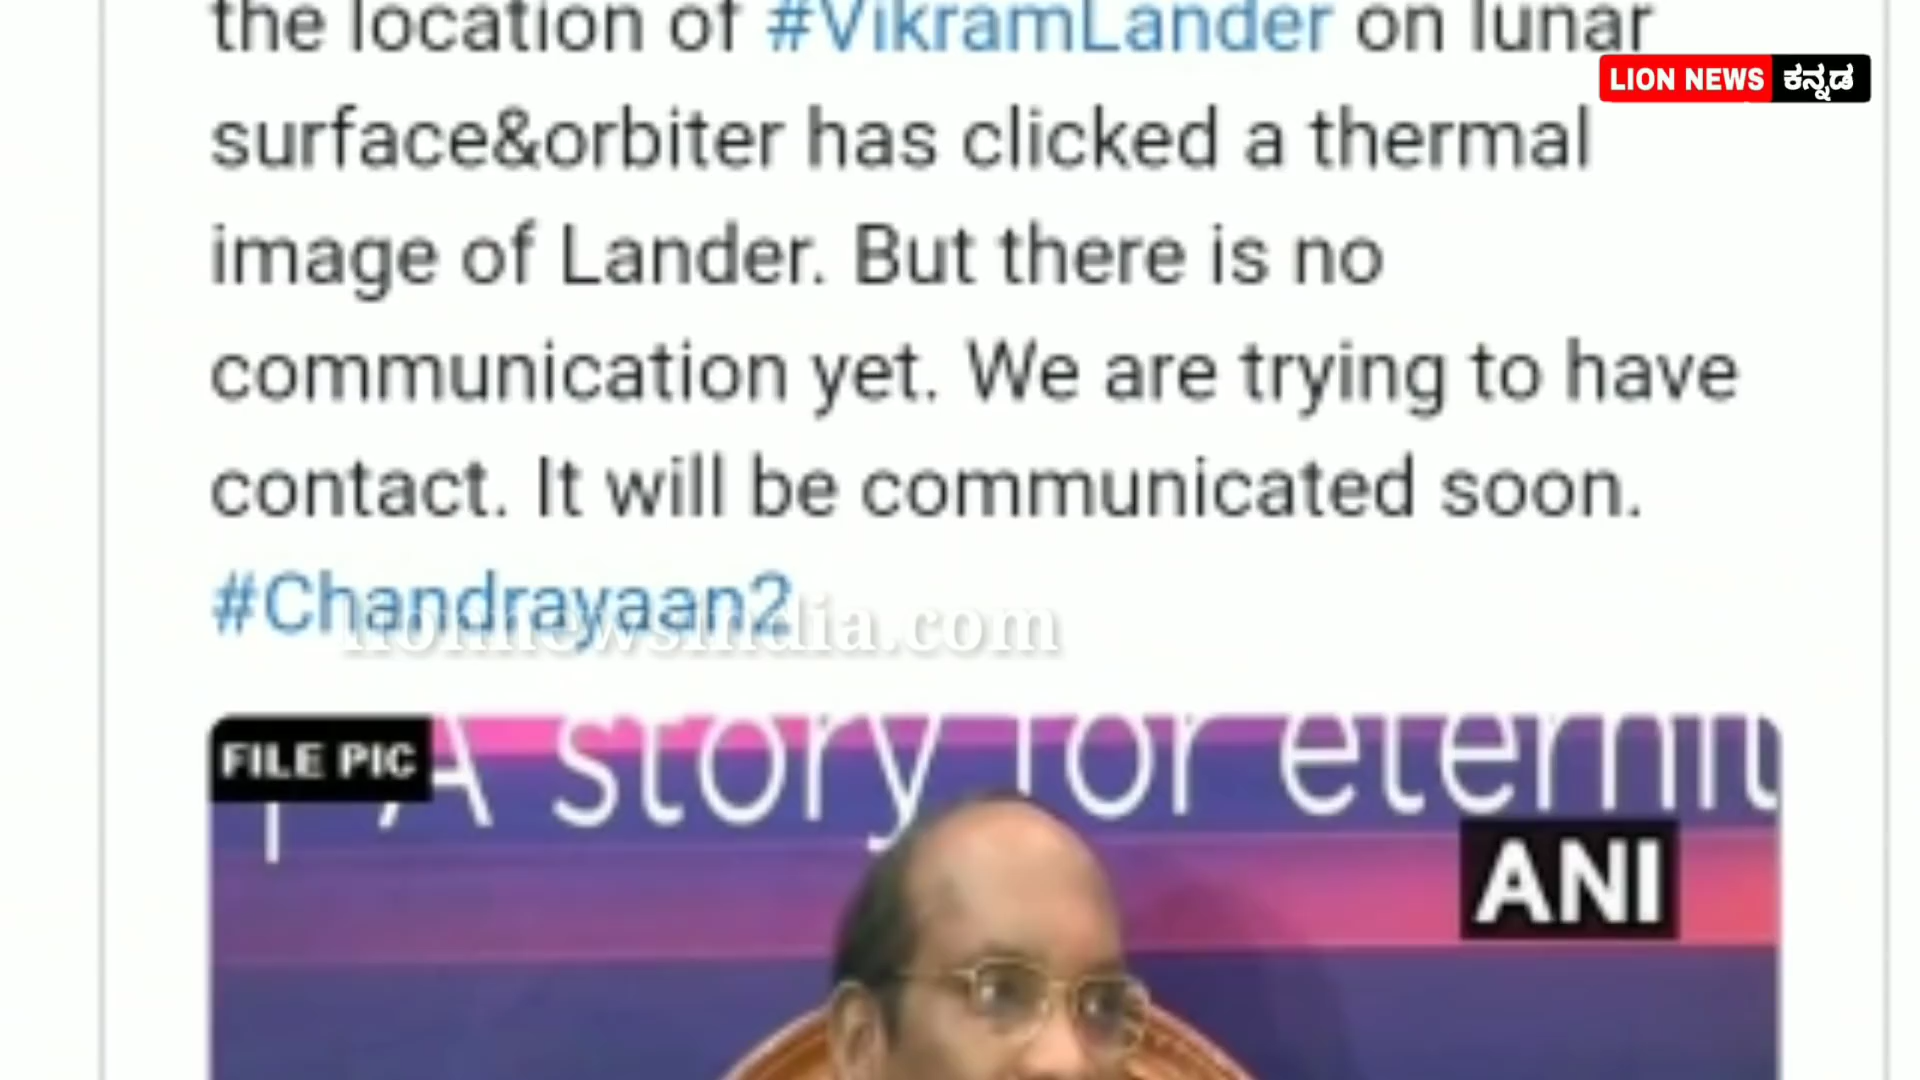 the location of #VikramLander on lunar
LION NEWS ಕನ್ನಡ
surface&orbiter has clicked a thermal
image of Lander. But there is no
communication yet. We are trying to have
contact. It will be communicated soon.
#Chandrayaan2
FILE PIC
A story for eternit
ANI